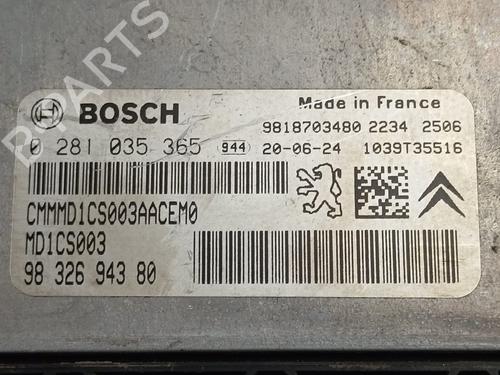 BPARTS
BOSCH
Made in France
9818703480 2234 2506
0 281 035 365 944 20-06-24 1039T35516
CMMMD1CS003AACEM0
MD1CS003
98 326 943 80